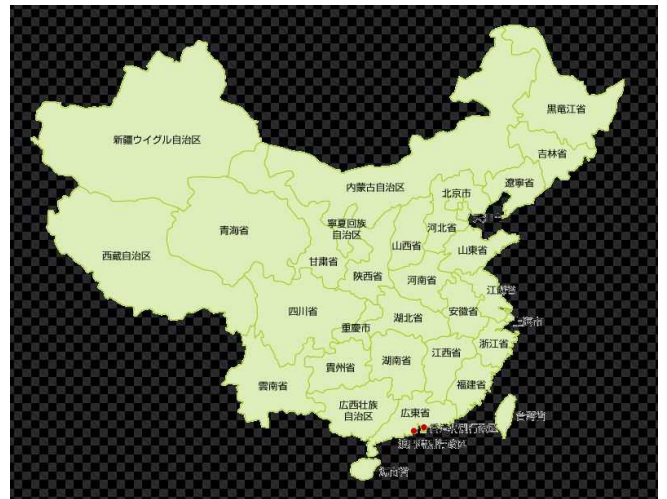 黒竜江省
吉林省
新疆ウイグル自治区
遼寧省
内蒙古自治区
北京市
寧夏回族
自治区
河北省
青海省
山西省
山東省
西蔵自治区
甘粛省
陝西省
河南省
江蘇省
四川省
安徽省
湖北省
上海市
重慶市
浙江省
江西省
湖南省
貴州省
雲南省
福建省
広西壮族
自治区
広東省
台湾省